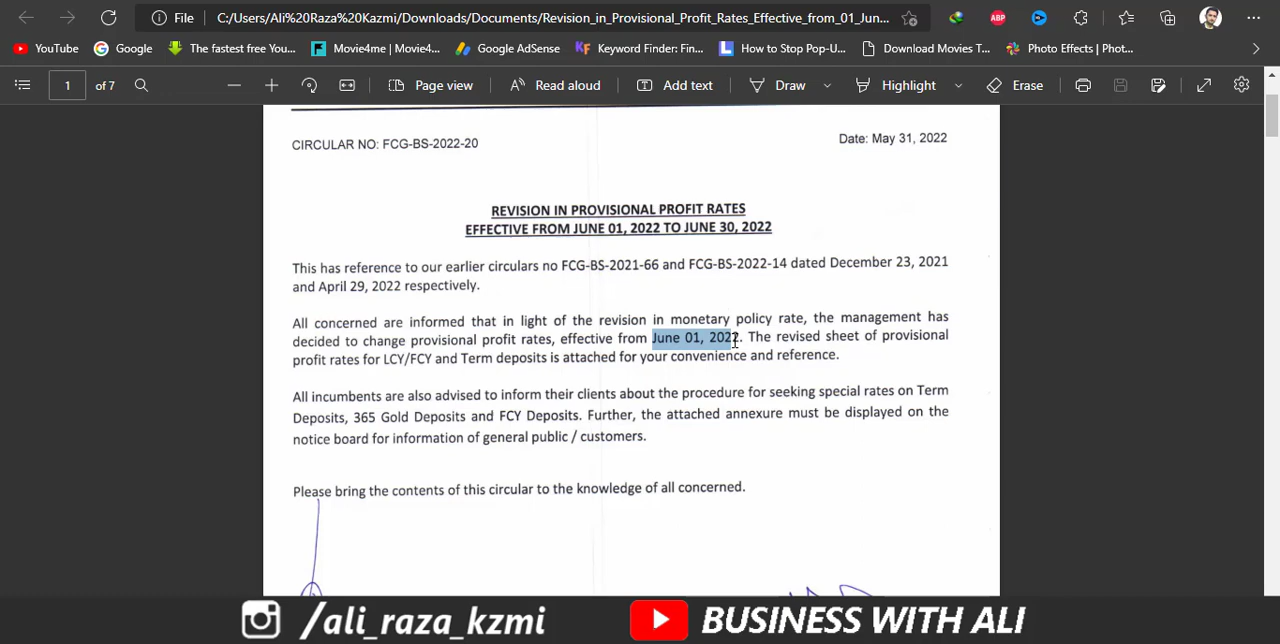 File
C:/Users/Ali%20Raza%20Kazmi/Downloads/Documents/Revision_in_Provisional_Profit_Rates_Effective_from_01_Jun...
ABP
YouTube
Google
The fastest free You...
Movie4me | Movie4...
Google AdSense
KF
Keyword Finder: Fin...
How to Stop Pop-U...
Download Movies T...
Photo Effects | Phot...
1 of 7
Page view
Read aloud
Add text
Draw
Highlight
Erase
CIRCULAR NO: FCG-BS-2022-20
Date: May 31, 2022
REVISION IN PROVISIONAL PROFIT RATES
EFFECTIVE FROM JUNE 01, 2022 TO JUNE 30, 2022
This has reference to our earlier circulars no FCG-BS-2021-66 and FCG-BS-2022-14 dated December 23, 2021
and April 29, 2022 respectively.
All concerned are informed that in light of the revision in monetary policy rate, the management has
decided to change provisional profit rates, effective from June 01, 2022. The revised sheet of provisional
profit rates for LCY/FCY and Term deposits is attached for your convenience and reference.
All incumbents are also advised to inform their clients about the procedure for seeking special rates on Term
Deposits, 365 Gold Deposits and FCY Deposits. Further, the attached annexure must be displayed on the
notice board for information of general public / customers.
Please bring the contents of this circular to the knowledge of all concerned.
/ali_raza_kzmi
BUSINESS WITH ALI